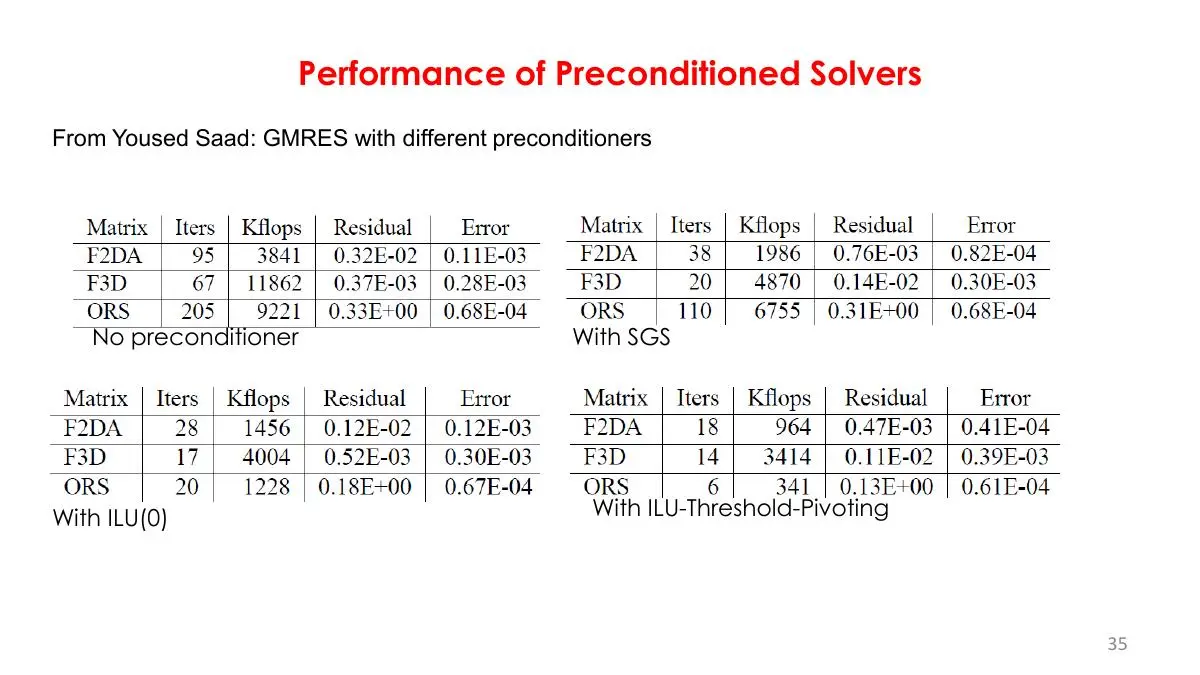 Performance of Preconditioned Solvers
From Yoused Saad: GMRES with different preconditioners
Matrix Iters Kflops Residual Error
F2DA 95 3841 0.32E-02 0.11E-03
F3D 67 11862 0.37E-03 0.28E-03
ORS 205 9221 0.33E+00 0.68E-04
No preconditioner
Matrix Iters Kflops Residual Error
F2DA 38 1986 0.76E-03 0.82E-04
F3D 20 4870 0.14E-02 0.30E-03
ORS 110 6755 0.31E+00 0.68E-04
With SGS
Matrix Iters Kflops Residual Error
F2DA 28 1456 0.12E-02 0.12E-03
F3D 17 4004 0.52E-03 0.30E-03
ORS 20 1228 0.18E+00 0.67E-04
With ILU(0)
Matrix Iters Kflops Residual Error
F2DA 18 964 0.47E-03 0.41E-04
F3D 14 3414 0.11E-02 0.39E-03
ORS 6 341 0.13E+00 0.61E-04
With ILU-Threshold-Pivoting
35